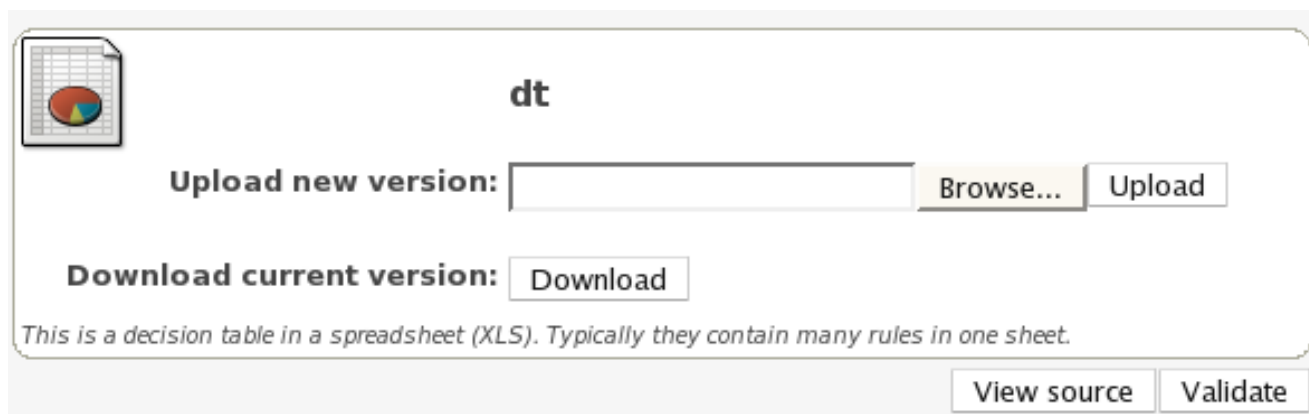 dt
Upload new version: Browse... Upload
Download current version: Download
This is a decision table in a spreadsheet (XLS). Typically they contain many rules in one sheet.
View source Validate